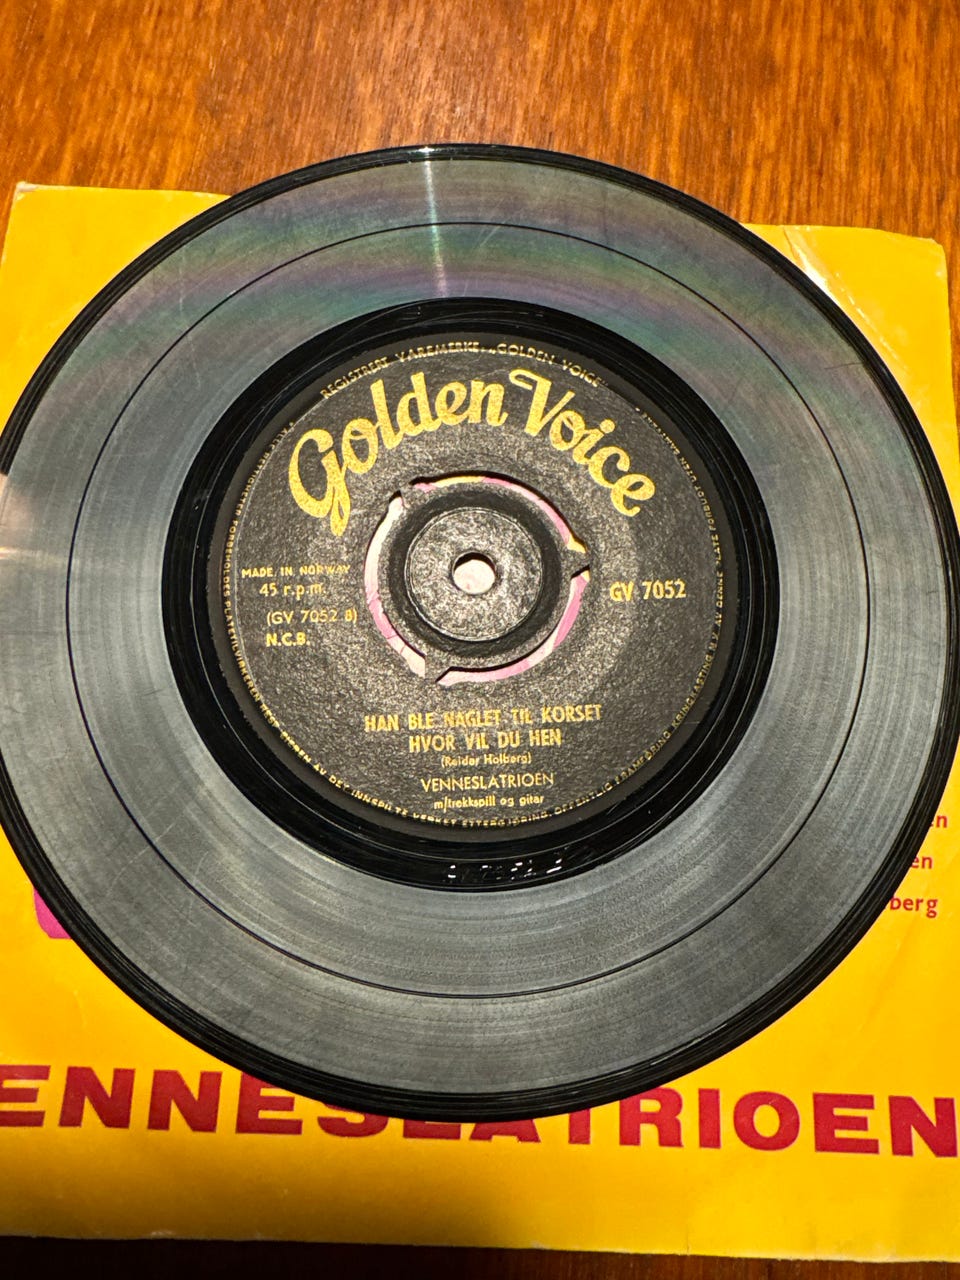 REGISTRERT VAREMERKE „GOLDEN VOICE"
Golden Voice
MADE IN NORWAY
45 r.p.m.
(GV 7052 B)
N.C.B.
GV 7052
HAN BLE NAGLET TIL KORSET
HVOR VIL DU HEN
(Reidar Holberg)
VENNESLATRIOEN
m/trekkspill og gitar
en
en
berg
ENNESLATRIOEN